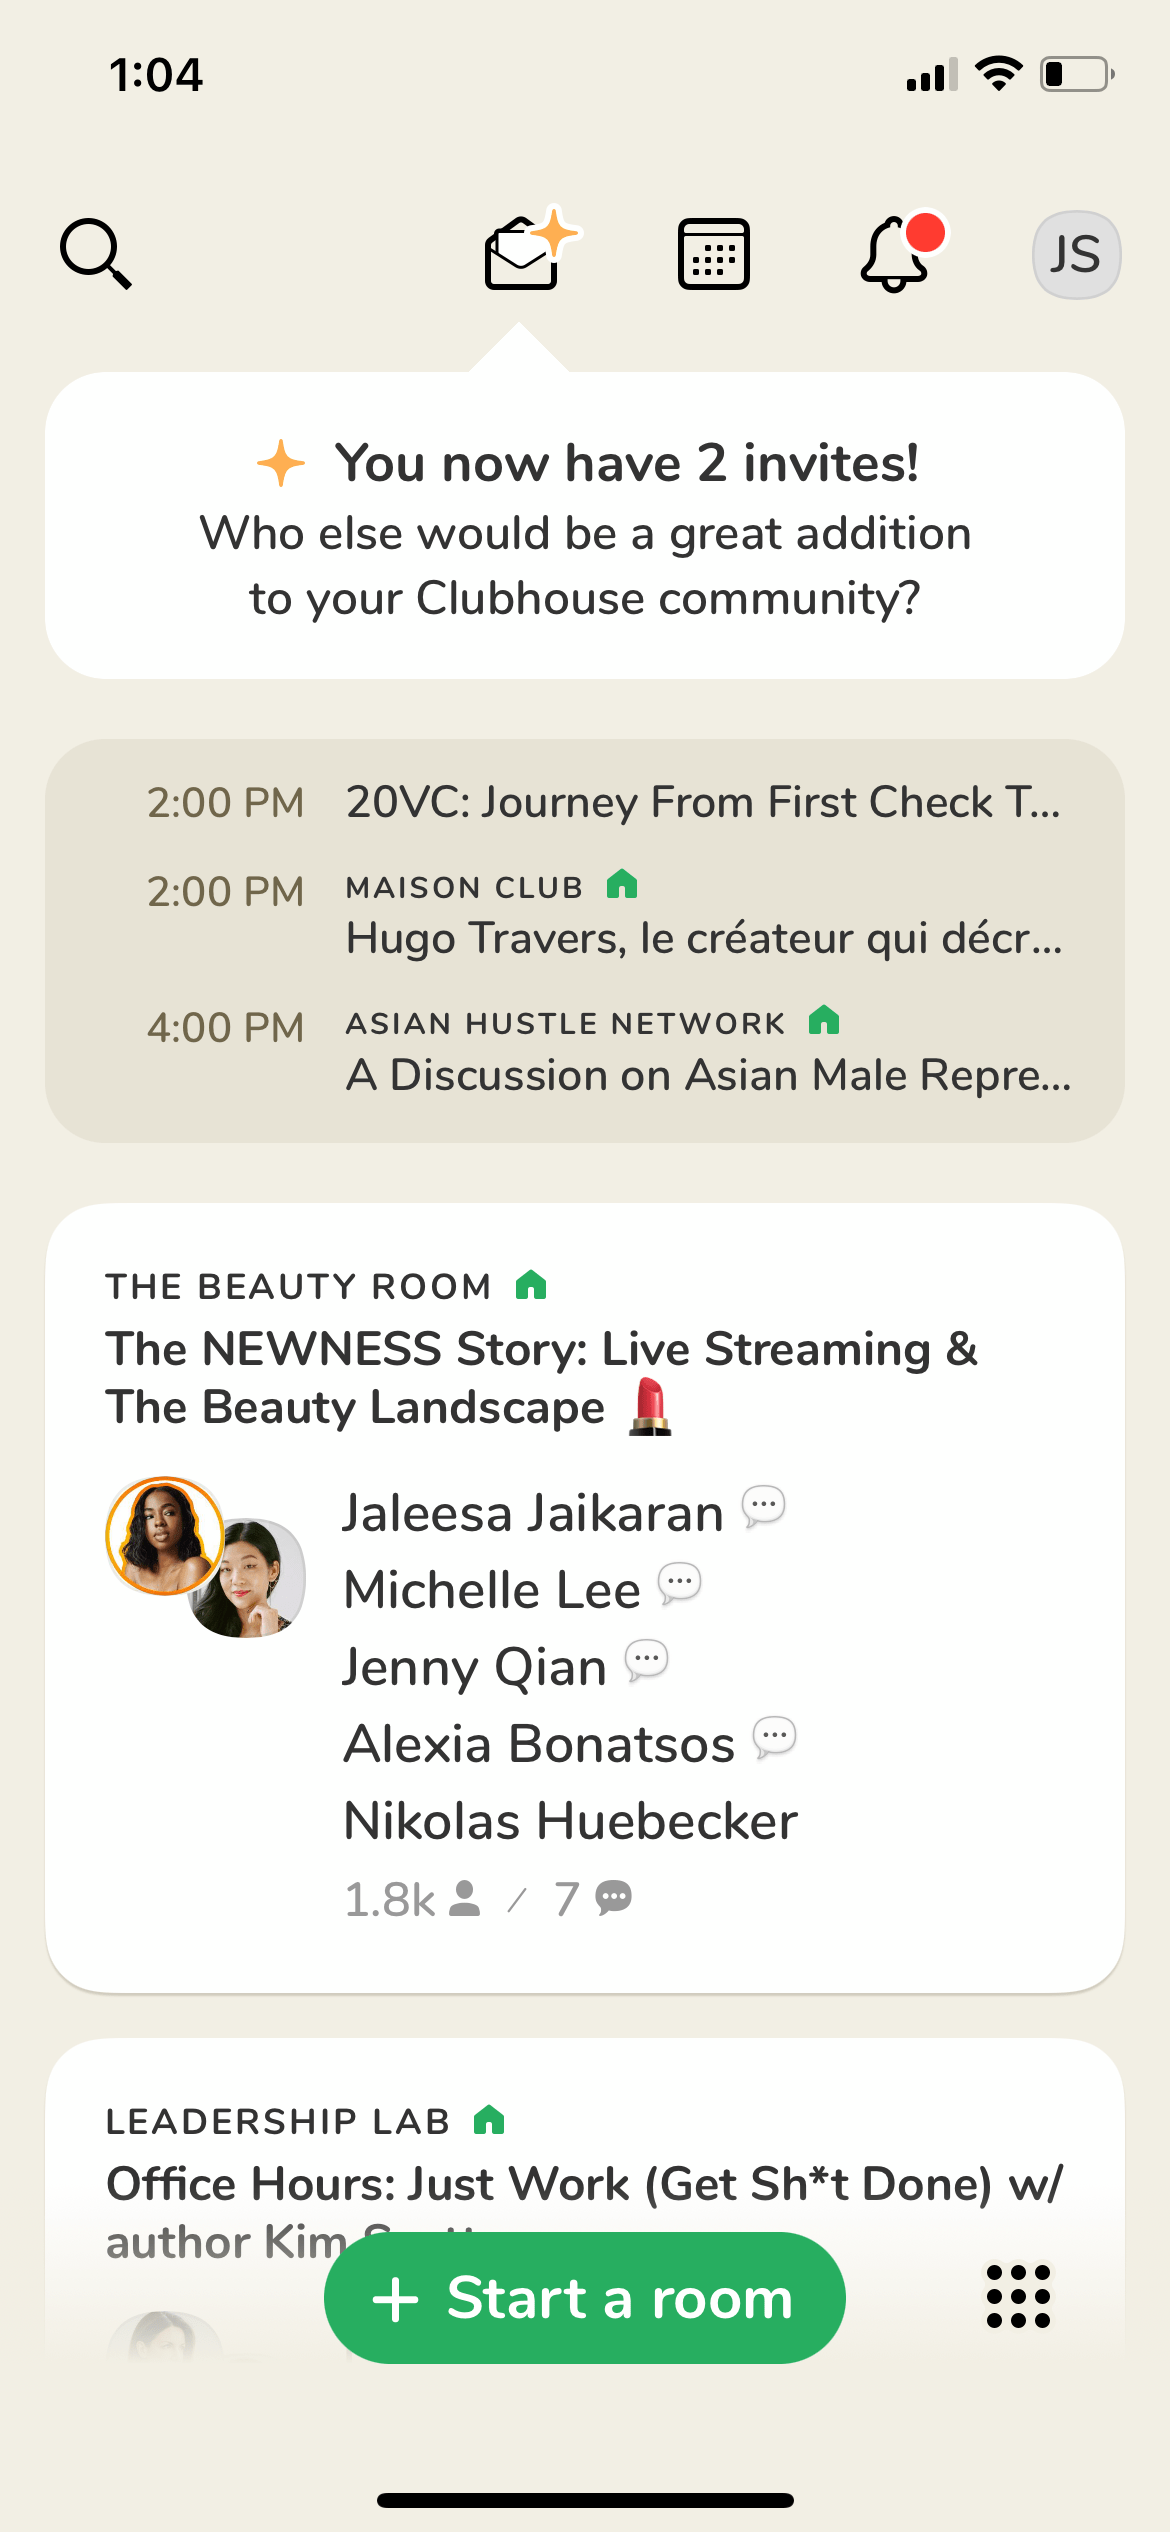 1:04
JS
You now have 2 invites!
Who else would be a great addition
to your Clubhouse community?
2:00 PM 20VC: Journey From First Check T...
2:00 PM MAISON CLUB
Hugo Travers, le créateur qui décr...
4:00 PM ASIAN HUSTLE NETWORK
A Discussion on Asian Male Repre...
THE BEAUTY ROOM
The NEWNESS Story: Live Streaming &
The Beauty Landscape
Jaleesa Jaikaran
Michelle Lee
Jenny Qian
Alexia Bonatsos
Nikolas Huebecker
1.8k / 7
LEADERSHIP LAB
Office Hours: Just Work (Get Sh*t Done) w/
author Kim
+ Start a room